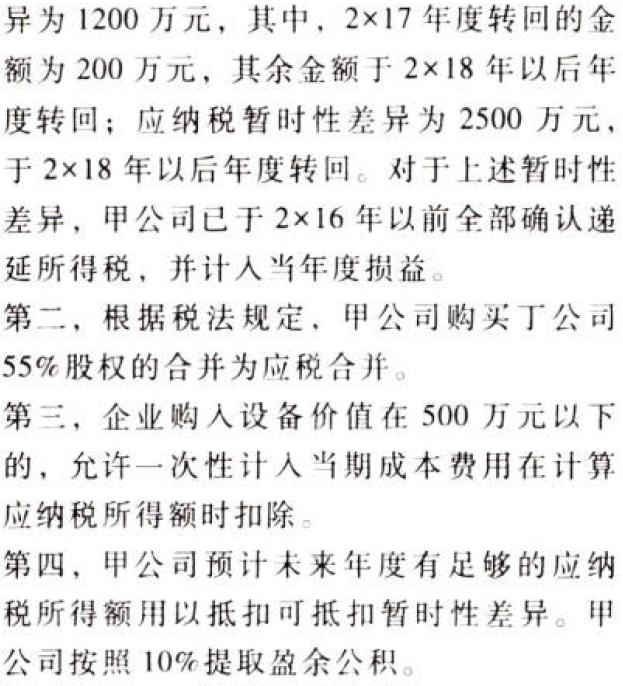 异为 1200 万元，其中，2×17 年度转回的金
额为 200 万元，其余金额于 2×18 年以后年
度转回；应纳税暂时性差异为 2500 万元，
于 2×18 年以后年度转回。对于上述暂时性
差异，甲公司已于 2×16 年以前全部确认递
延所得税，并计入当年度损益。
第二，根据税法规定，甲公司购买丁公司
55%股权的合并为应税合并。
第三，企业购入设备价值在 500 万元以下
的，允许一次性计入当期成本费用在计算
应纳税所得额时扣除。
第四，甲公司预计未来年度有足够的应纳
税所得额用以抵扣可抵扣暂时性差异。甲
公司按照 10%提取盈余公积。